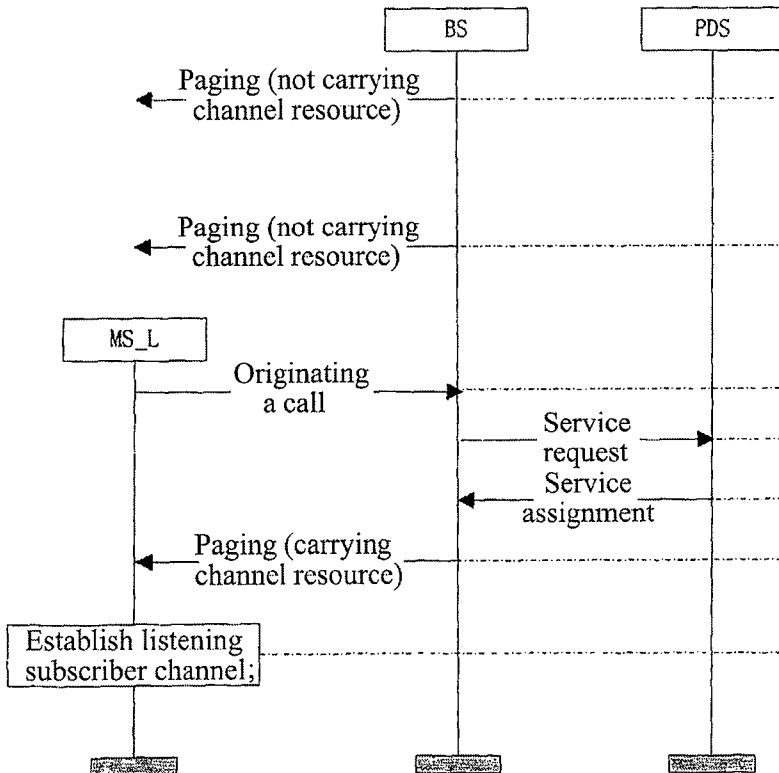 BS
PDS
Paging (not carrying
channel resource)
Paging (not carrying
channel resource)
MS_L
Originating
a call
Service
request
Service
assignment
Paging (carrying
channel resource)
Establish listening
subscriber channel;